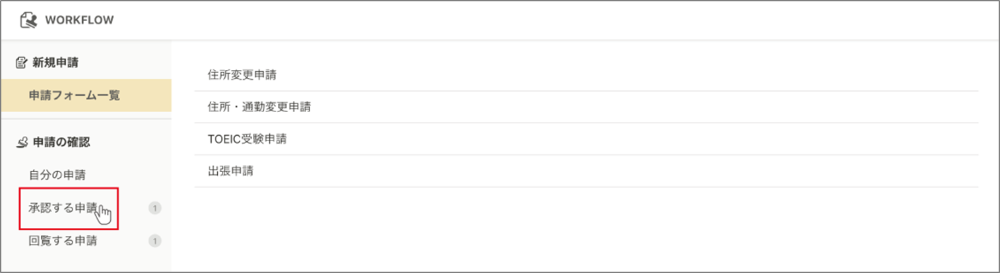 WORKFLOW
新規申請
申請フォーム一覧
申請の確認
自分の申請
承認する申請 1
回覧する申請 1
住所変更申請
住所・通勤変更申請
TOEIC受験申請
出張申請